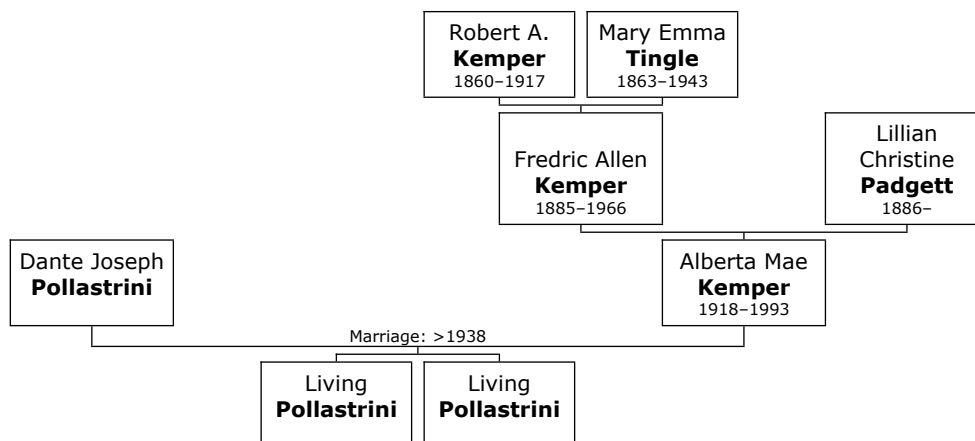 Robert A.
Kemper
1860–1917
Mary Emma
Tingle
1863–1943
Fredric Allen
Kemper
1885–1966
Lillian
Christine
Padgett
1886–
Dante Joseph
Pollastrini
Alberta Mae
Kemper
1918–1993
Marriage: >1938
Living
Pollastrini
Living
Pollastrini